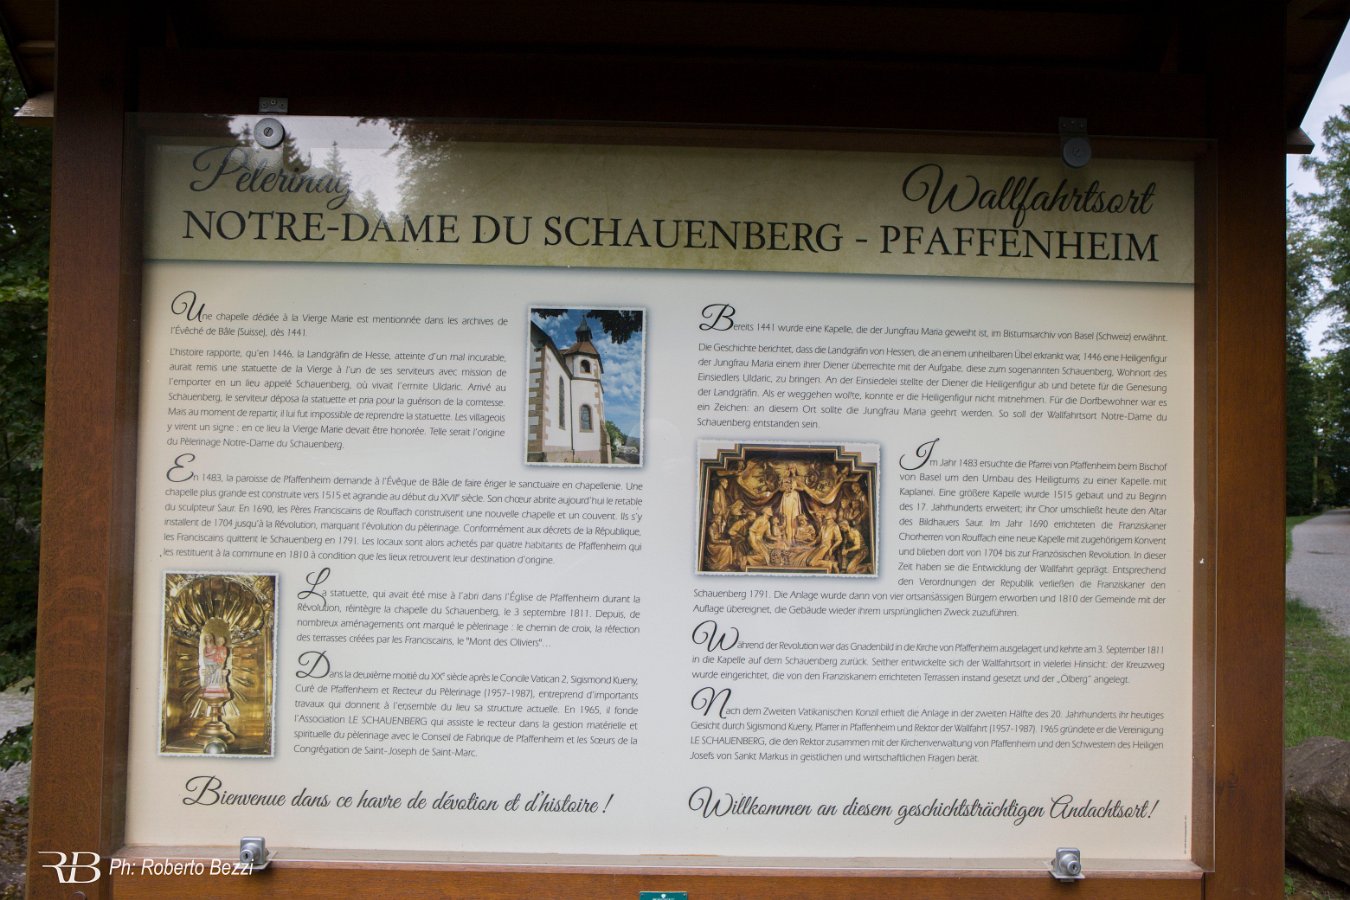 Pèlerinage
Wallfahrtsort
NOTRE-DAME DU SCHAUENBERG - PFAFFENHEIM
Une chapelle dédiée à la Vierge Marie est mentionnée dans les archives de
l'Évêché de Bâle (Suisse), dès 1441.
L'histoire rapporte, qu'en 1446, la Landgräfin de Hesse, atteinte d'un mal incurable,
aurait remis une statuette de la Vierge à l'un de ses serviteurs avec mission de
l'emporter en un lieu appelé Schauenberg, où vivait l'ermite Uldaric. Arrivé au
Schauenberg, le serviteur déposa la statuette et pria pour la guérison de la comtesse.
Mais au moment de repartir, il lui fut impossible de reprendre la statuette. Les villageois
y virent un signe : en ce lieu la Vierge Marie devait être honorée. Telle serait l'origine
du Pèlerinage Notre-Dame du Schauenberg.
En 1483, la paroisse de Pfaffenheim demande à l'Évêque de Bâle de faire ériger le sanctuaire en chapellenie. Une
chapelle plus grande est construite vers 1515 et agrandie au début du XVIIe siècle. Son chœur abrite aujourd'hui le retable
du sculpteur Saur. En 1690, les Pères Franciscains de Rouffach construisent une nouvelle chapelle et un couvent. Ils s'y
installent de 1704 jusqu'à la Révolution, marquant l'évolution du pèlerinage. Conformément aux décrets de la République,
les Franciscains quittent le Schauenberg en 1791. Les locaux sont alors achetés par quatre habitants de Pfaffenheim qui
les restituent à la commune en 1810 à condition que les lieux retrouvent leur destination d'origine.
La statuette, qui avait été mise à l'abri dans l'Église de Pfaffenheim durant la
Révolution, réintègre la chapelle du Schauenberg, le 3 septembre 1811. Depuis, de
nombreux aménagements ont marqué le pèlerinage : le chemin de croix, la réfection
des terrasses créées par les Franciscains, le "Mont des Oliviers"...
Dans la deuxième moitié du XXe siècle après le Concile Vatican 2, Sigismond Kueny,
Curé de Pfaffenheim et Recteur du Pèlerinage (1957-1987), entreprend d'importants
travaux qui donnent à l'ensemble du lieu sa structure actuelle. En 1965, il fonde
l'Association LE SCHAUENBERG qui assiste le recteur dans la gestion matérielle et
spirituelle du pèlerinage avec le Conseil de Fabrique de Pfaffenheim et les Sœurs de la
Congrégation de Saint-Joseph de Saint-Marc.
Bienvenue dans ce havre de dévotion et d'histoire !
Bereits 1441 wurde eine Kapelle, die der Jungfrau Maria geweiht ist, im Bistumsarchiv von Basel (Schweiz) erwähnt.
Die Geschichte berichtet, dass die Landgräfin von Hessen, die an einem unheilbaren Übel erkrankt war, 1446 eine Heiligenfigur
der Jungfrau Maria einem ihrer Diener überreichte mit der Aufgabe, diese zum sogenannten Schauenberg, Wohnort des
Einsiedlers Uldaric, zu bringen. An der Einsiedelei stellte der Diener die Heiligenfigur ab und betete für die Genesung
der Landgräfin. Als er weggehen wollte, konnte er die Heiligenfigur nicht mitnehmen. Für die Dorfbewohner war es
ein Zeichen: an diesem Ort sollte die Jungfrau Maria geehrt werden. So soll der Wallfahrtsort Notre-Dame du
Schauenberg entstanden sein.
Im Jahr 1483 ersuchte die Pfarrei von Pfaffenheim beim Bischof
von Basel um den Umbau des Heiligtums zu einer Kapelle mit
Kaplanei. Eine größere Kapelle wurde 1515 gebaut und zu Beginn
des 17. Jahrhunderts erweitert; ihr Chor umschließt heute den Altar
des Bildhauers Saur. Im Jahr 1690 errichteten die Franziskaner
Chorherren von Rouffach eine neue Kapelle mit zugehörigem Konvent
und blieben dort von 1704 bis zur Französischen Revolution. In dieser
Zeit haben sie die Entwicklung der Wallfahrt geprägt. Entsprechend
den Verordnungen der Republik verließen die Franziskaner den
Schauenberg 1791. Die Anlage wurde dann von vier ortsansässigen Bürgern erworben und 1810 der Gemeinde mit der
Auflage übereignet, die Gebäude wieder ihrem ursprünglichen Zweck zuzuführen.
Während der Revolution war das Gnadenbild in die Kirche von Pfaffenheim ausgelagert und kehrte am 3. September 1811
in die Kapelle auf dem Schauenberg zurück. Seither entwickelte sich der Wallfahrtsort in vielerlei Hinsicht: der Kreuzweg
wurde eingerichtet, die von den Franziskanern errichteten Terrassen instand gesetzt und der „Ölberg" angelegt.
Nach dem Zweiten Vatikanischen Konzil erhielt die Anlage in der zweiten Hälfte des 20. Jahrhunderts ihr heutiges
Gesicht durch Sigismond Kueny, Pfarrer in Pfaffenheim und Rektor der Wallfahrt (1957-1987). 1965 gründete er die Vereinigung
LE SCHAUENBERG, die den Rektor zusammen mit der Kirchenverwaltung von Pfaffenheim und den Schwestern des Heiligen
Josefs von Sankt Markus in geistlichen und wirtschaftlichen Fragen berät.
Willkommen an diesem geschichtsträchtigen Andachtsort!
RB Ph: Roberto Bezzi